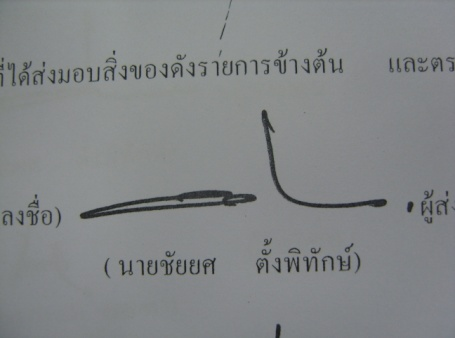 ที่ได้ส่งมอบสิ่งของดังรายการข้างต้น และตร
ลงชื่อ) ผู้ส่
( นายชัยยศ ตั้งพิทักษ์)